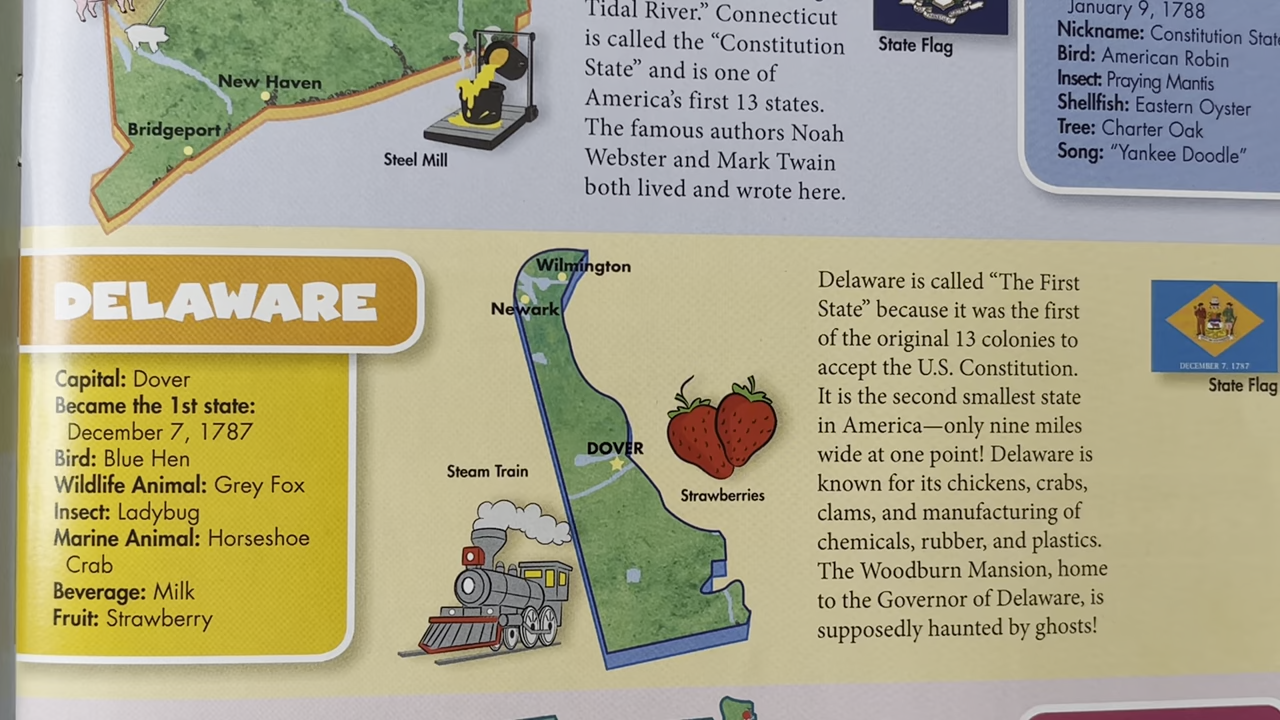 Tidal River.” Connecticut
is called the “Constitution
State” and is one of
America’s first 13 states.
The famous authors Noah
Webster and Mark Twain
both lived and wrote here.
New Haven
Bridgeport
Steel Mill
State Flag
January 9, 1788
Nickname: Constitution State
Bird: American Robin
Insect: Praying Mantis
Shellfish: Eastern Oyster
Tree: Charter Oak
Song: “Yankee Doodle”
DELAWARE
Capital: Dover
Became the 1st state:
December 7, 1787
Bird: Blue Hen
Wildlife Animal: Grey Fox
Insect: Ladybug
Marine Animal: Horseshoe
Crab
Beverage: Milk
Fruit: Strawberry
Wilmington
Newark
DOVER
Steam Train
Strawberries
Delaware is called “The First
State” because it was the first
of the original 13 colonies to
accept the U.S. Constitution.
It is the second smallest state
in America—only nine miles
wide at one point! Delaware is
known for its chickens, crabs,
clams, and manufacturing of
chemicals, rubber, and plastics.
The Woodburn Mansion, home
to the Governor of Delaware, is
supposedly haunted by ghosts!
DECEMBER 7, 1787
State Flag